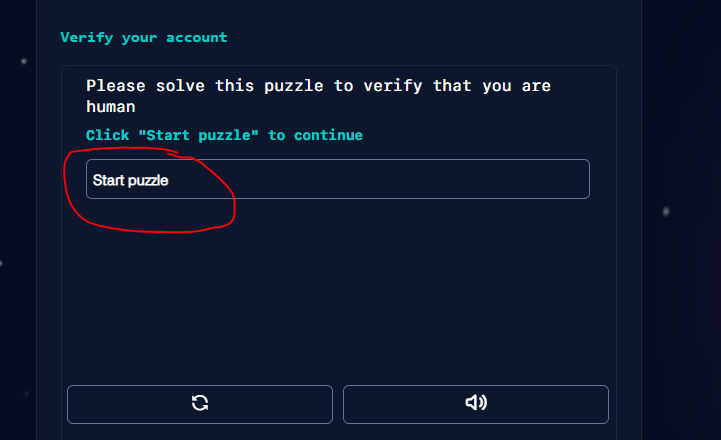 Verify your account
Please solve this puzzle to verify that you are
human
Click "Start puzzle" to continue
Start puzzle